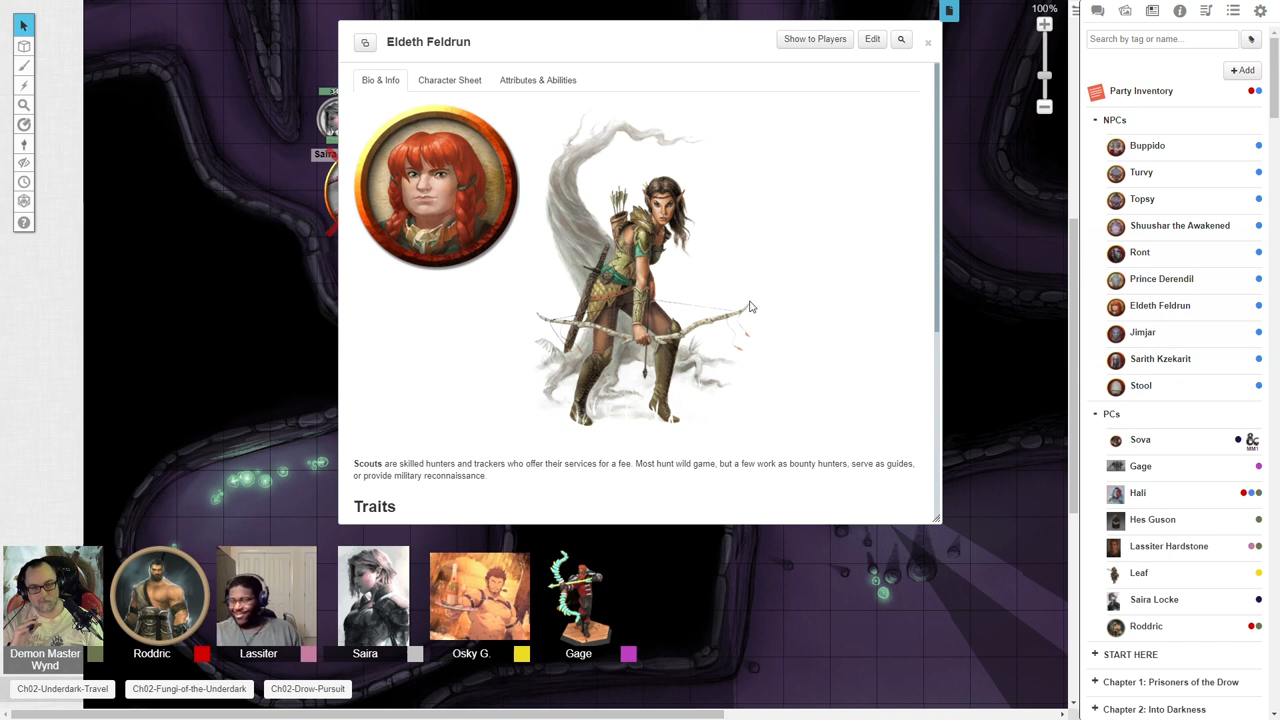 100%
Eldeth Feldrun
Show to Players
Edit
Bio & Info
Character Sheet
Attributes & Abilities
Saira
Scouts are skilled hunters and trackers who offer their services for a fee. Most hunt wild game, but a few work as bounty hunters, serve as guides,
or provide military reconnaissance.
Traits
Search by tag or name...
+ Add
Party Inventory
NPCs
Buppido
Turvy
Topsy
Shuushar the Awakened
Ront
Prince Derendil
Eldeth Feldrun
Jimjar
Sarith Kzekarit
Stool
PCs
Sova
&
MM1
Gage
Hali
Hes Guson
Lassiter Hardstone
Leaf
Saira Locke
Roddric
START HERE
Chapter 1: Prisoners of the Drow
Chapter 2: Into Darkness
Demon Master
Wynd
Roddric
Lassiter
Saira
Osky G.
Gage
Ch02-Underdark-Travel
Ch02-Fungi-of-the-Underdark
Ch02-Drow-Pursuit